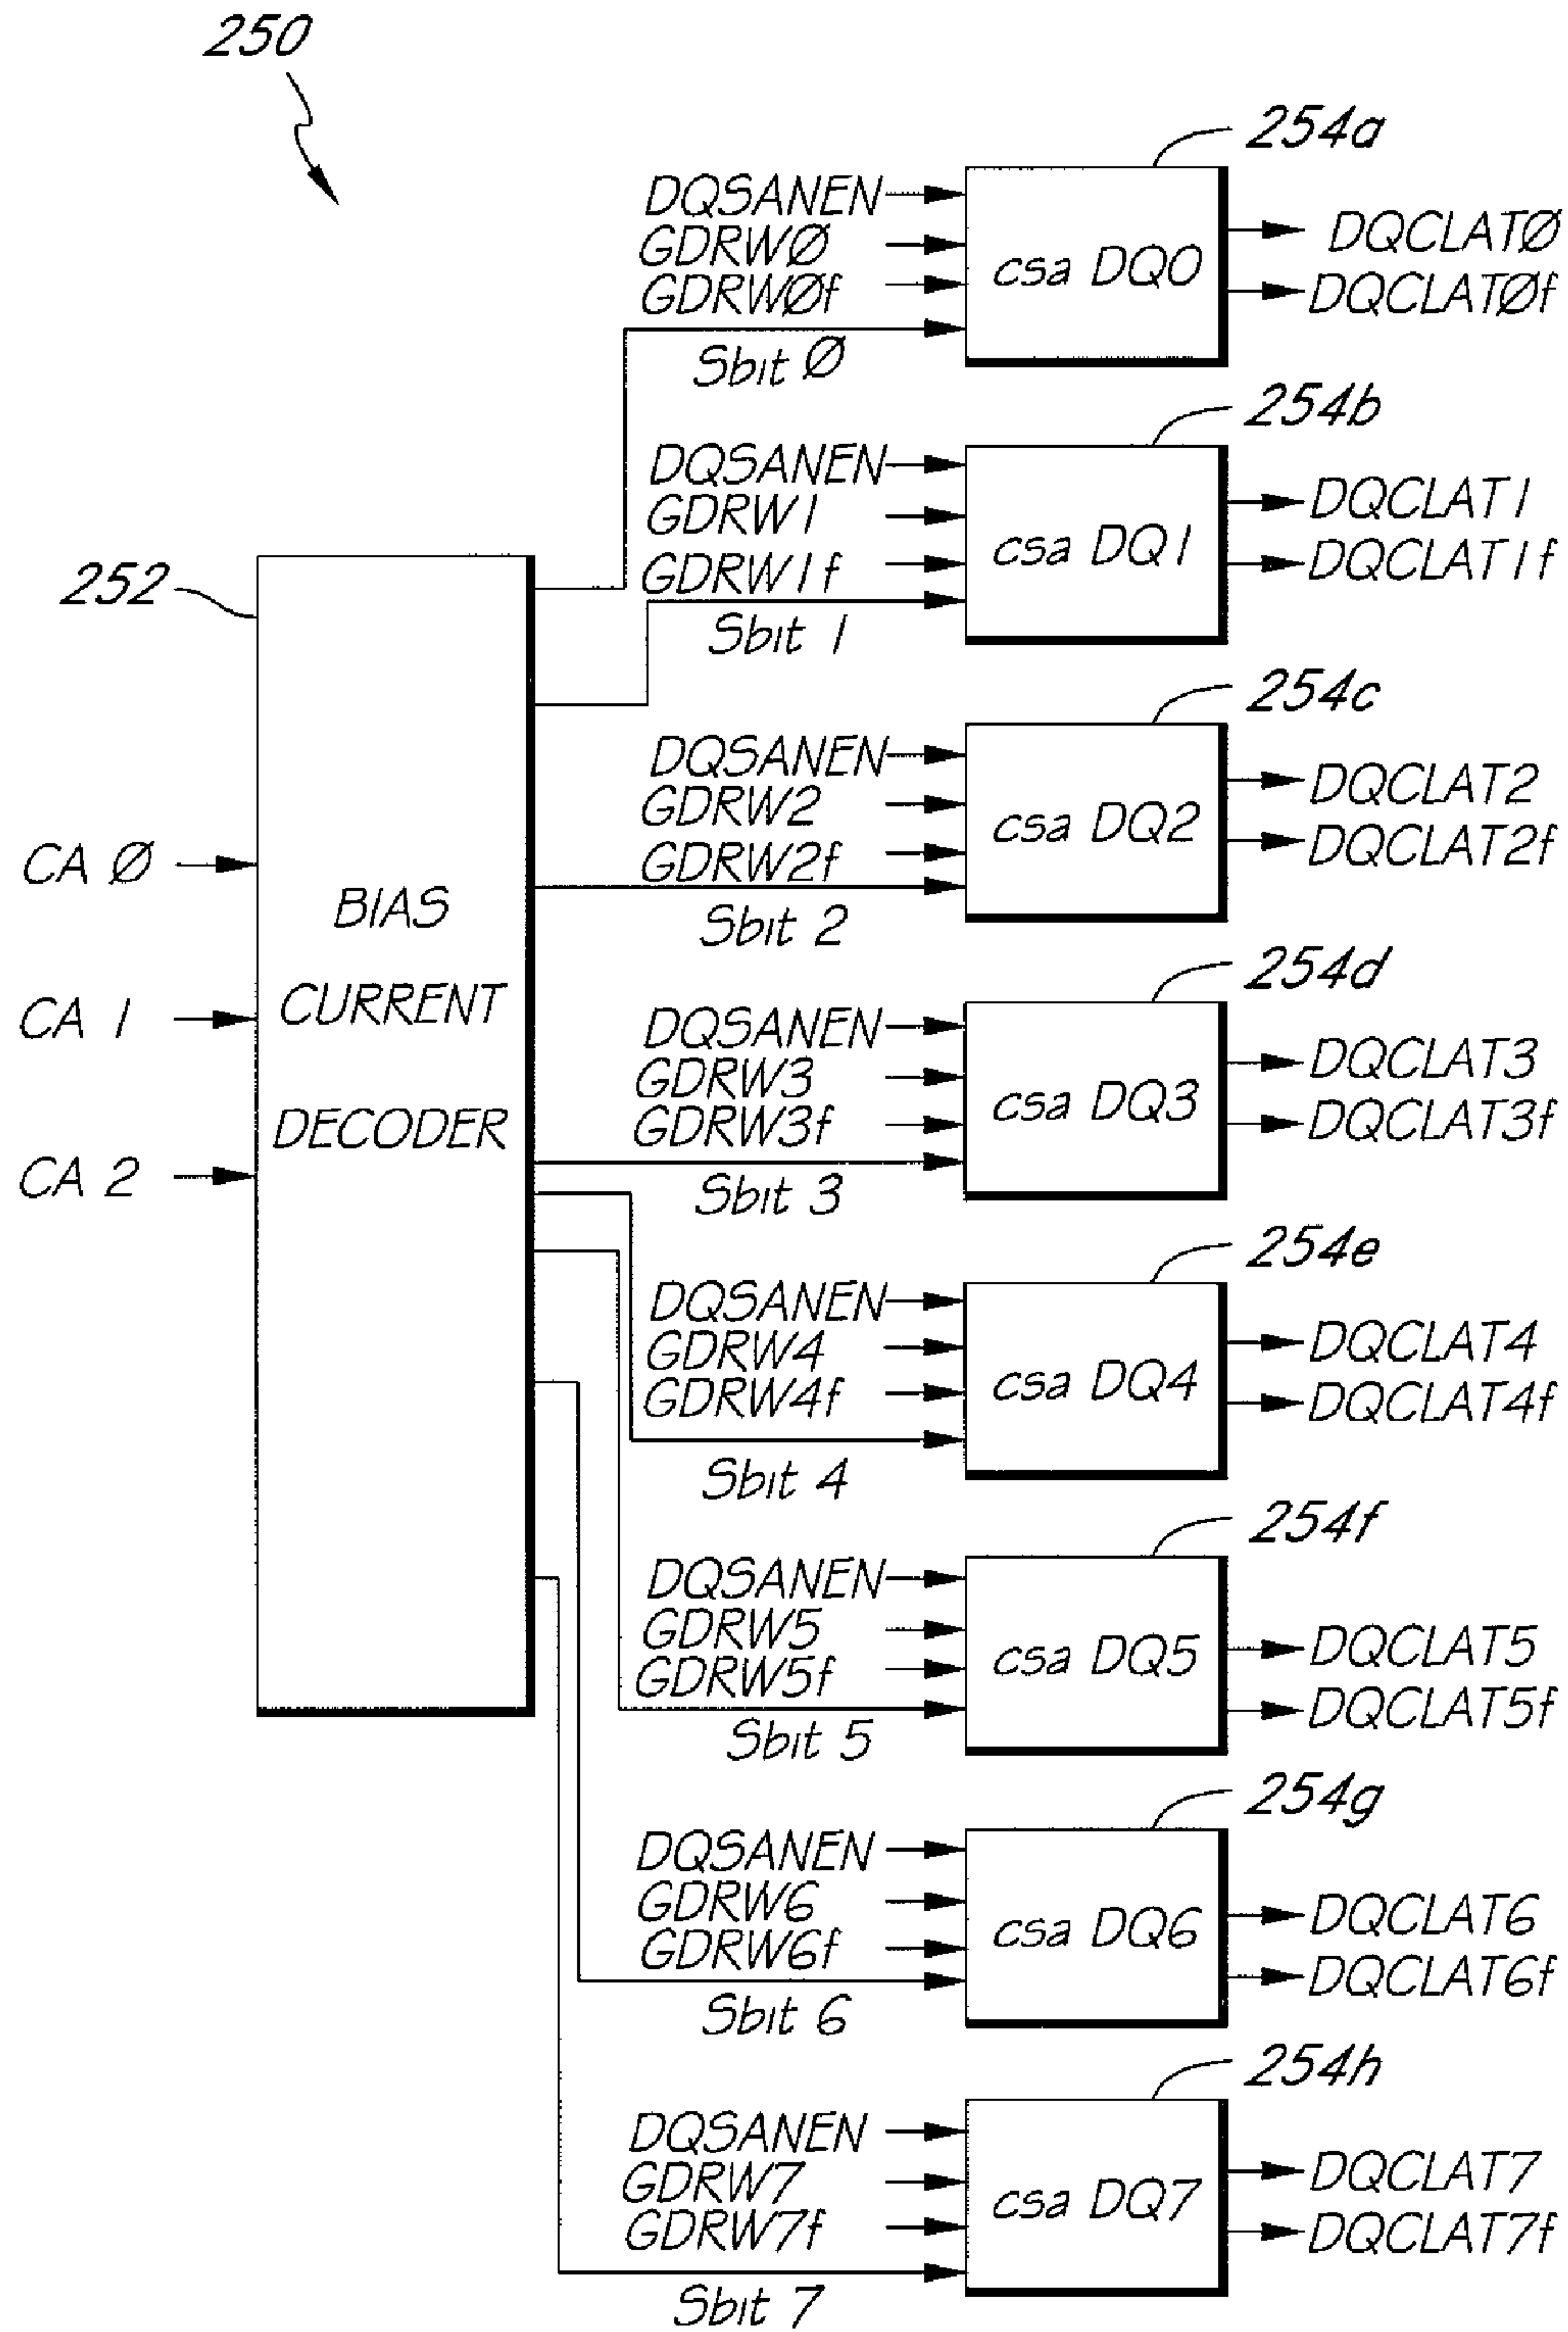 250
254a
DQSANEN
GDRWØ
GDRWØf
Sbit Ø
csa DQ0
DQCLATØ
DQCLATØf
254b
DQSANEN
GDRW1
GDRW1f
Sbit 1
csa DQ1
DQCLAT1
DQCLAT1f
252
CA Ø
CA 1
CA 2
BIAS
CURRENT
DECODER
254c
DQSANEN
GDRW2
GDRW2f
Sbit 2
csa DQ2
DQCLAT2
DQCLAT2f
254d
DQSANEN
GDRW3
GDRW3f
Sbit 3
csa DQ3
DQCLAT3
DQCLAT3f
254e
DQSANEN
GDRW4
GDRW4f
Sbit 4
csa DQ4
DQCLAT4
DQCLAT4f
254f
DQSANEN
GDRW5
GDRW5f
Sbit 5
csa DQ5
DQCLAT5
DQCLAT5f
254g
DQSANEN
GDRW6
GDRW6f
Sbit 6
csa DQ6
DQCLAT6
DQCLAT6f
254h
DQSANEN
GDRW7
GDRW7f
Sbit 7
csa DQ7
DQCLAT7
DQCLAT7f